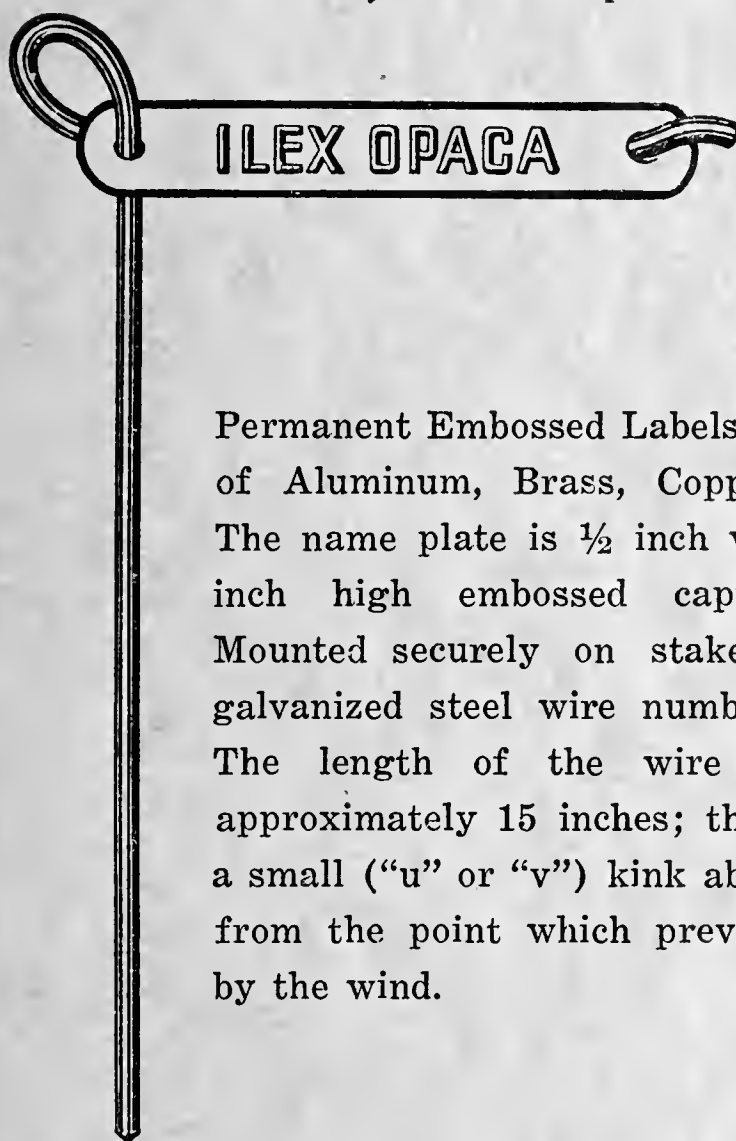 ILEX OPACA
Permanent Embossed Labels
of Aluminum, Brass, Copp
The name plate is ½ inch
inch high embossed cap
Mounted securely on stake
galvanized steel wire numb
The length of the wire
approximately 15 inches; th
a small (“u” or “v”) kink ab
from the point which prev
by the wind.